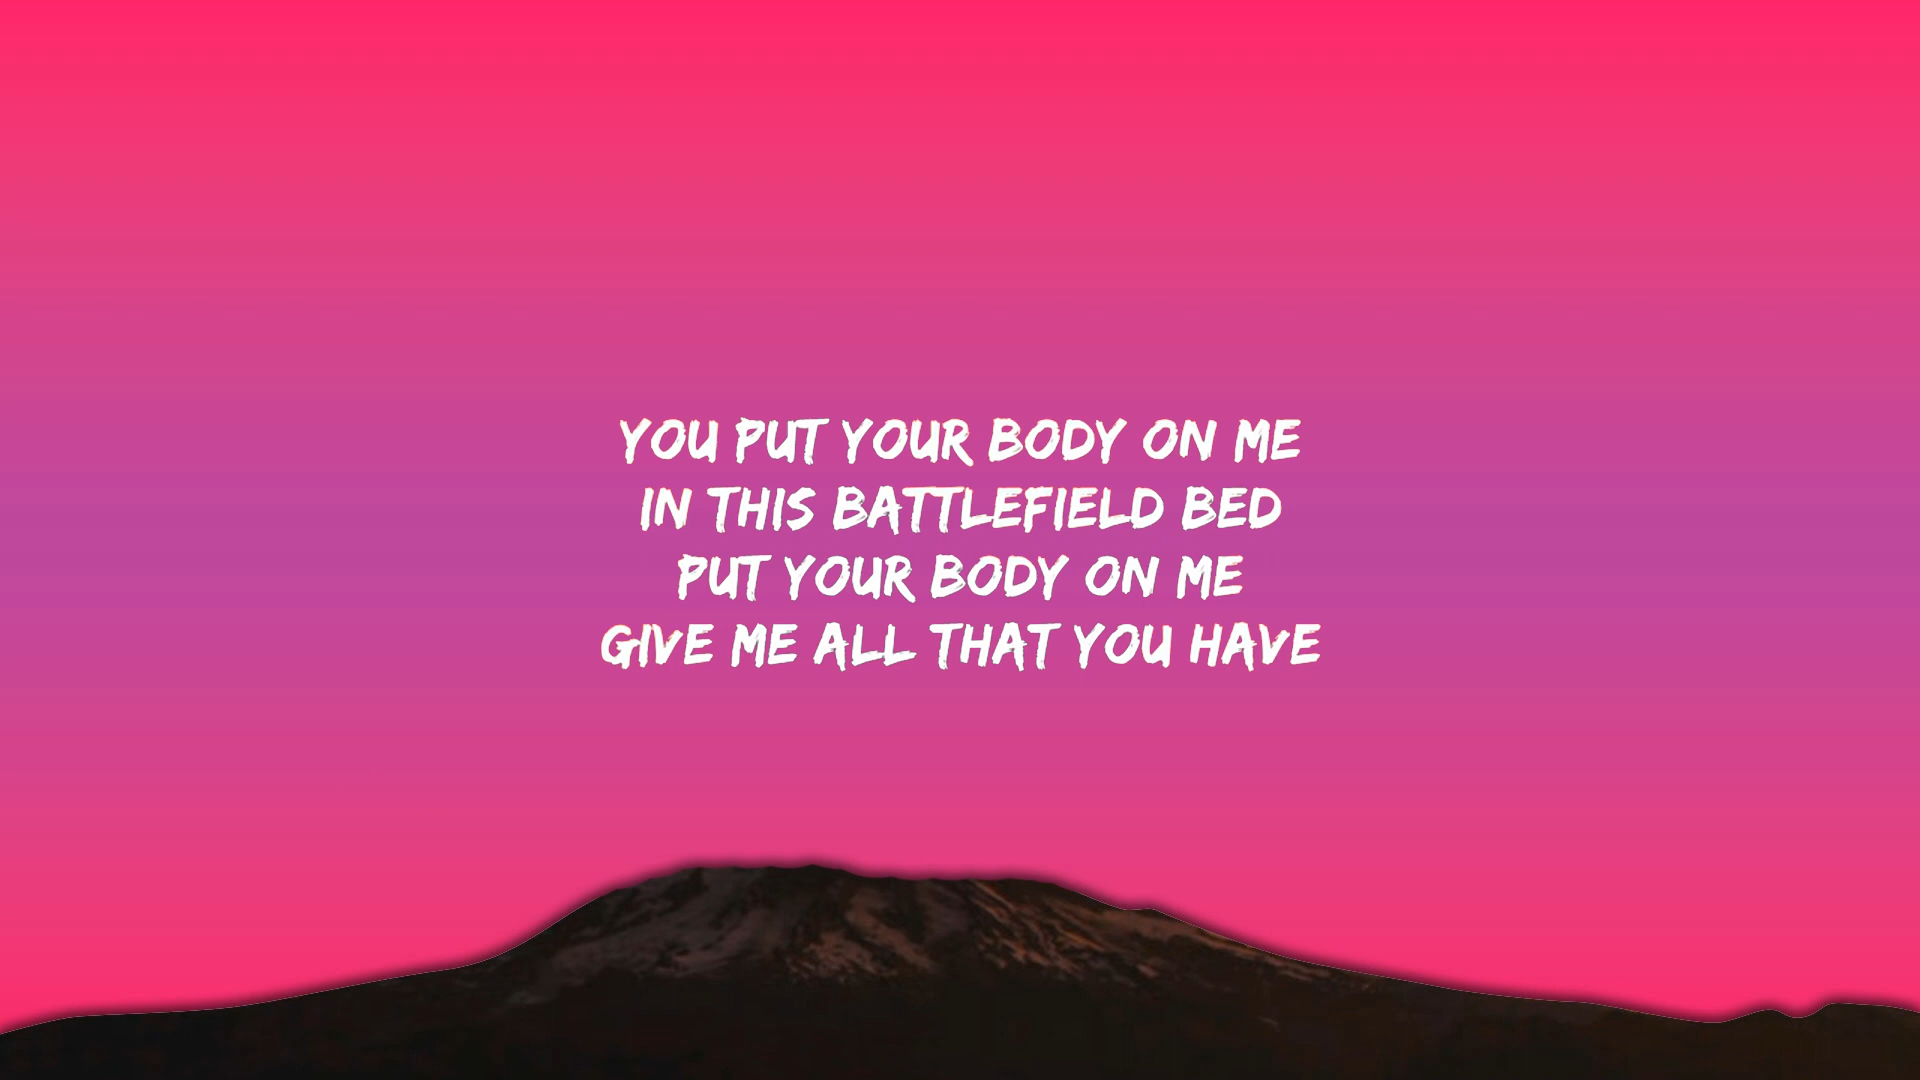 YOU PUT YOUR BODY ON ME
IN THIS BATTLEFIELD BED
PUT YOUR BODY ON ME
GIVE ME ALL THAT YOU HAVE